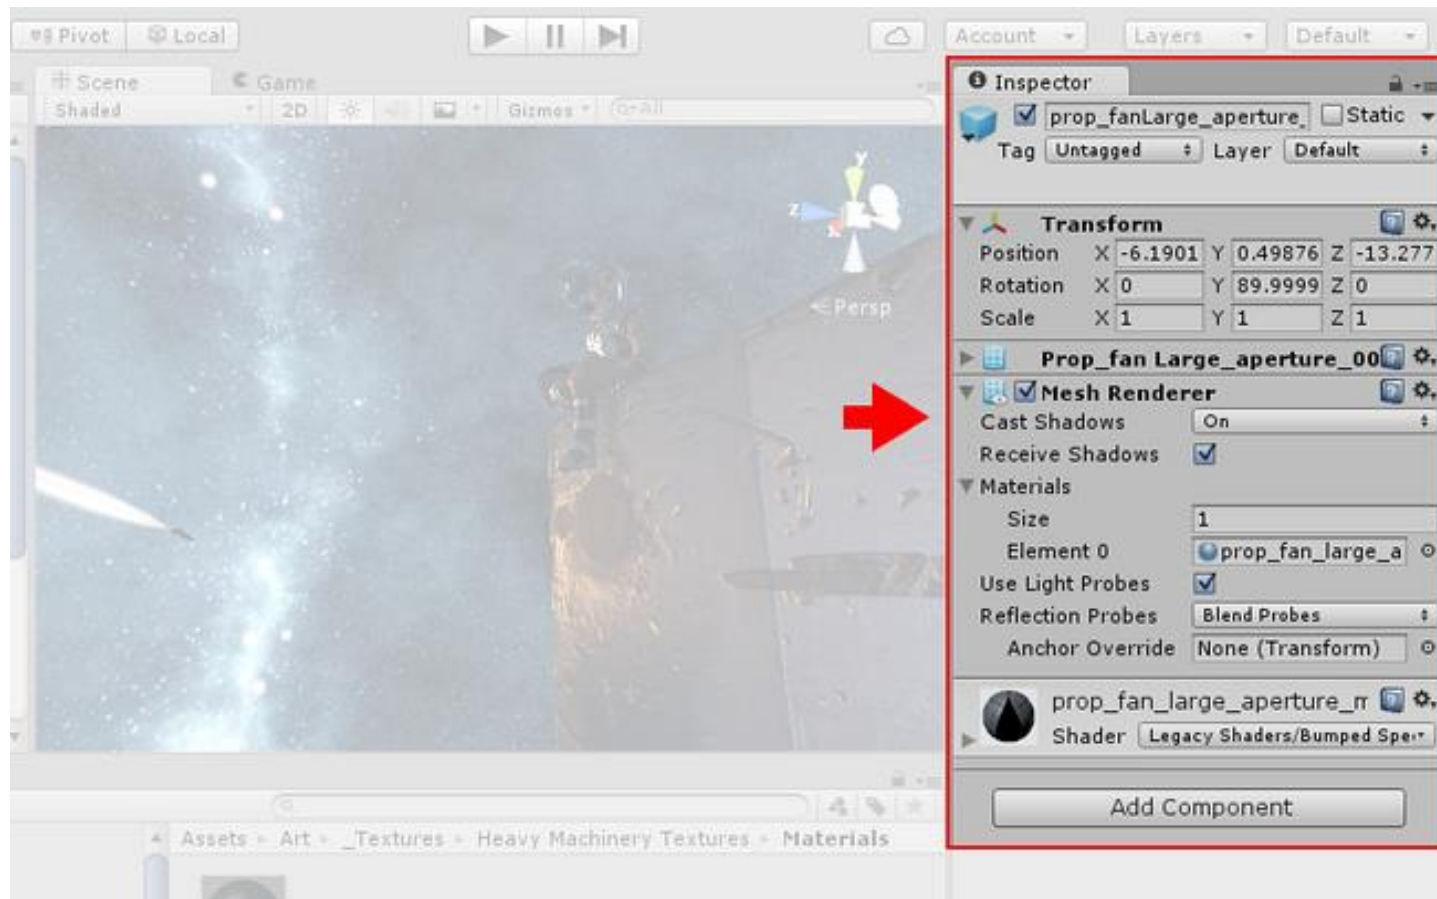 Pivot Local Account Layers Default
Scene Game
Inspector
Shaded 2D Gizmos All
prop_fanLarge_aperture_ Static
Tag Untagged Layer Default
Y
Z
X
Persp
Transform
Position X -6.1901 Y 0.49876 Z -13.277
Rotation X 0 Y 89.9999 Z 0
Scale X 1 Y 1 Z 1
Prop_fan Large_aperture_00
Mesh Renderer
Cast Shadows On
Receive Shadows
Materials
Size 1
Element 0 prop_fan_large_a
Use Light Probes
Reflection Probes Blend Probes
Anchor Override None (Transform)
prop_fan_large_aperture_m
Shader Legacy Shaders/Bumped Spe
Add Component
Assets Art _Textures Heavy Machinery Textures Materials